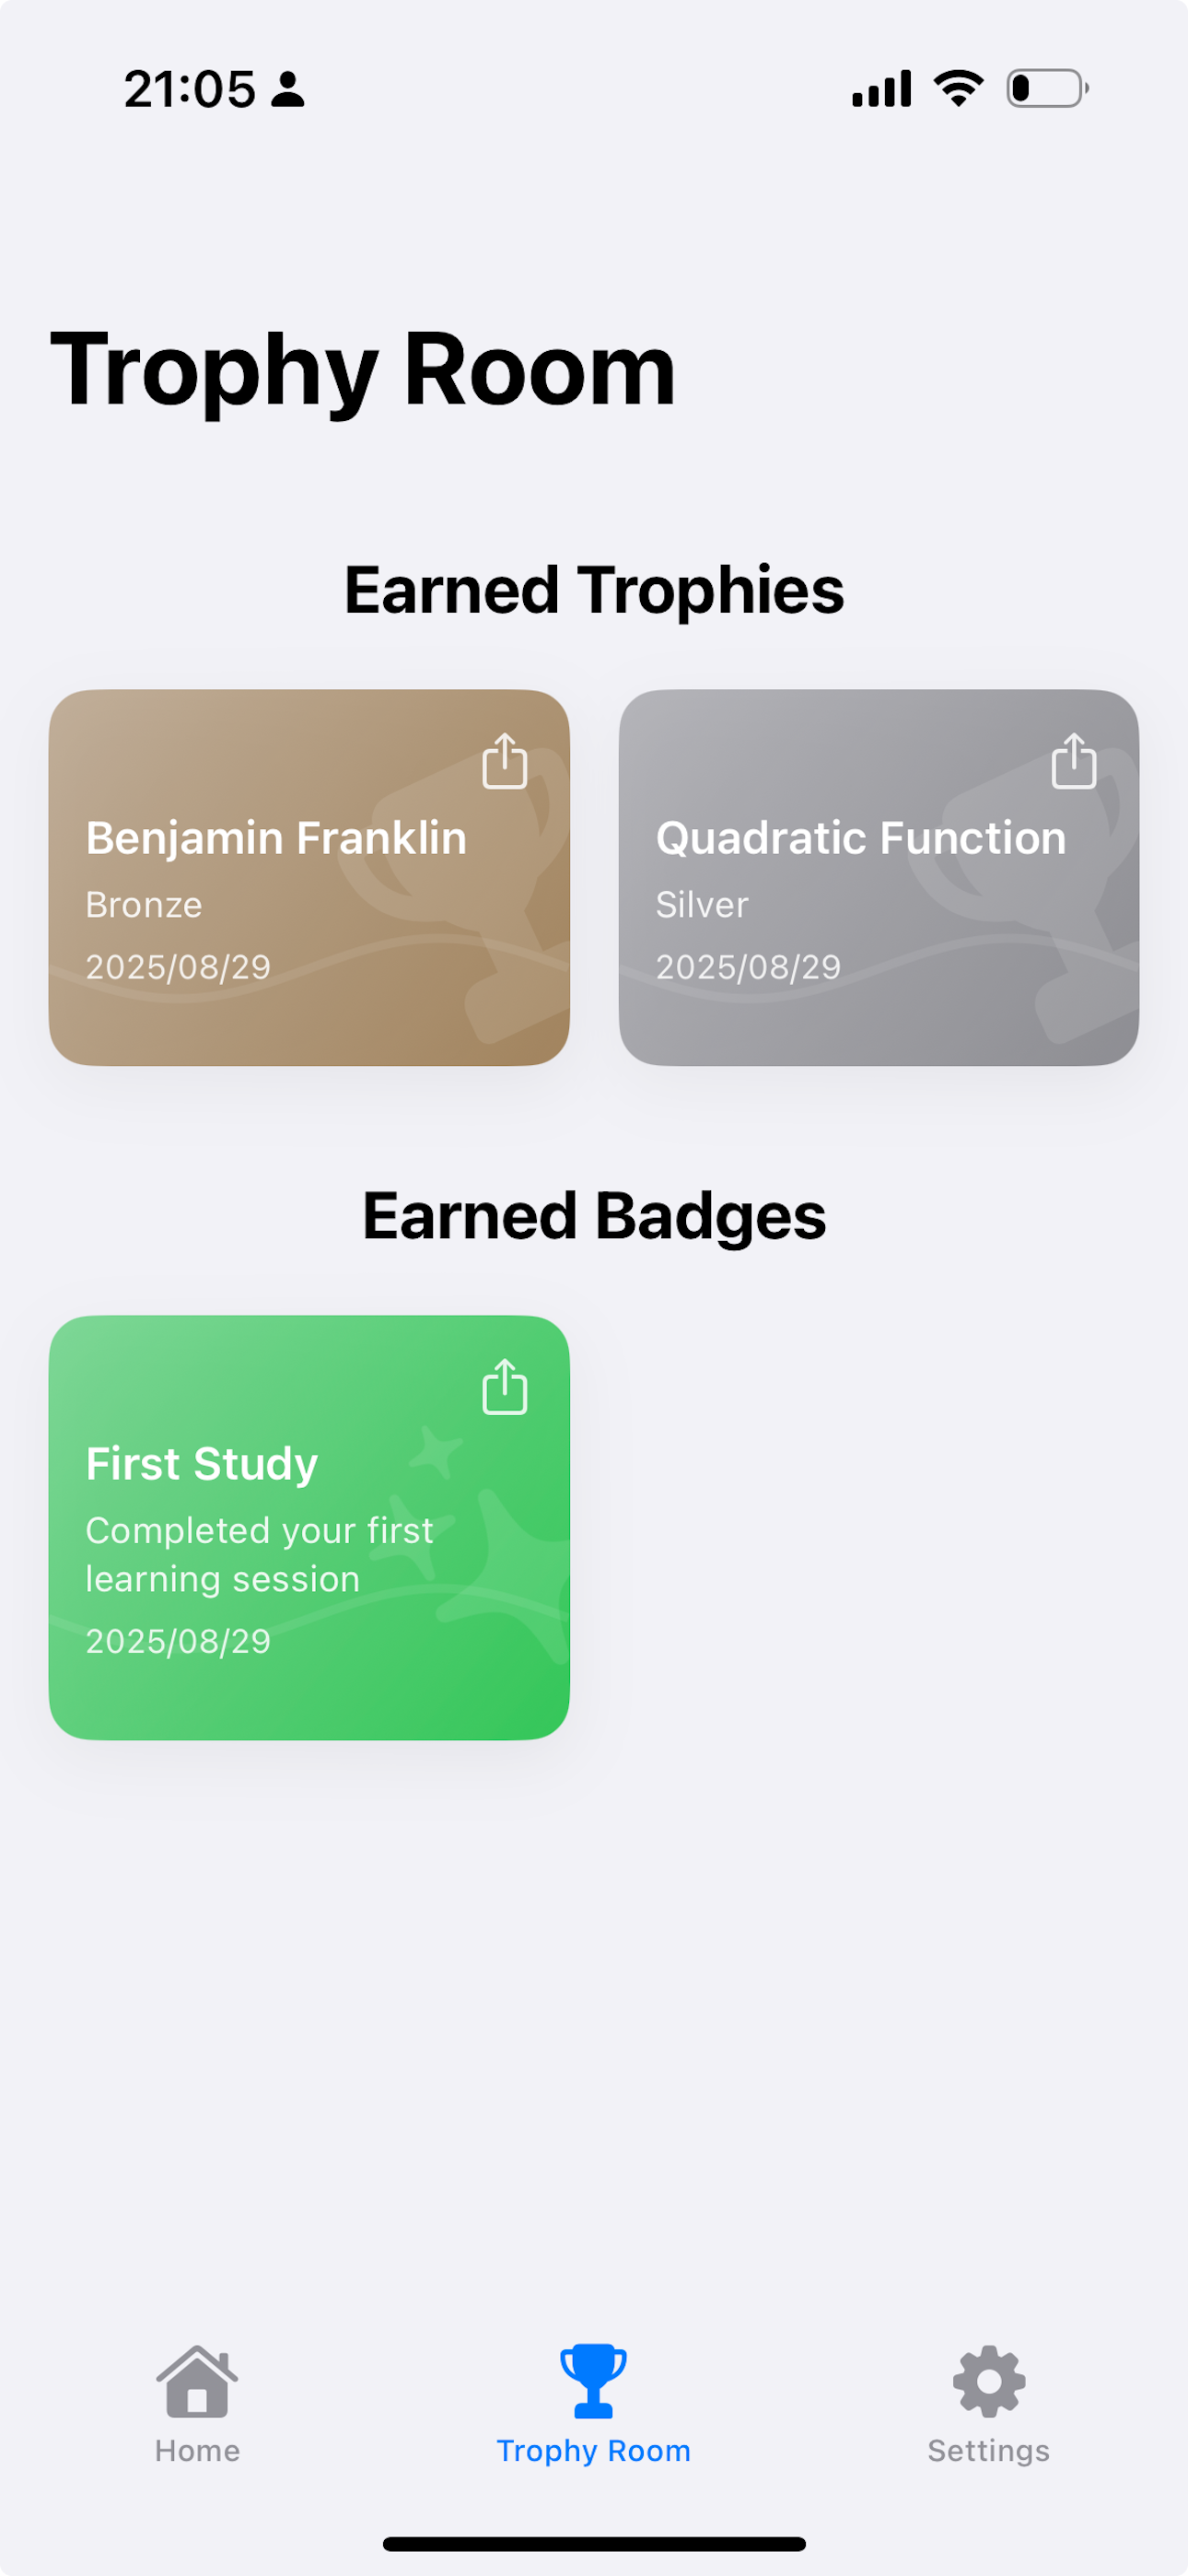 21:05
Trophy Room
Earned Trophies
Benjamin Franklin
Bronze
2025/08/29
Quadratic Function
Silver
2025/08/29
Earned Badges
First Study
Completed your first
learning session
2025/08/29
Home
Trophy Room
Settings